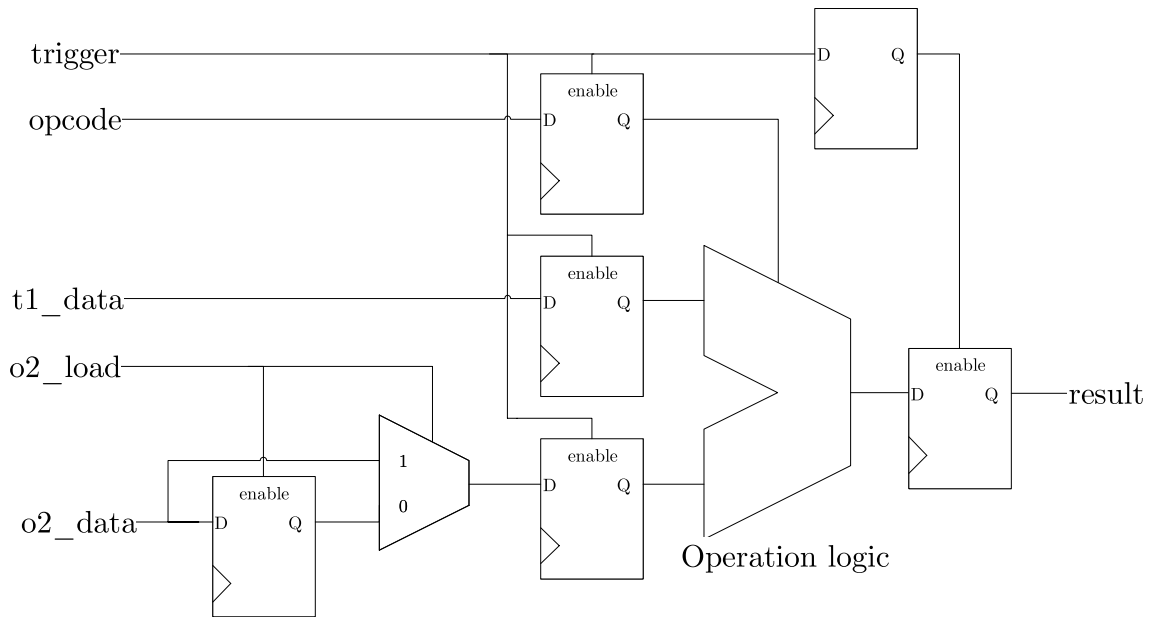 trigger
D Q
enable
opcode
D Q
enable
t1_data
D Q
o2_load
enable
D Q
result
enable
1
0
D Q
enable
o2_data
D Q
Operation logic